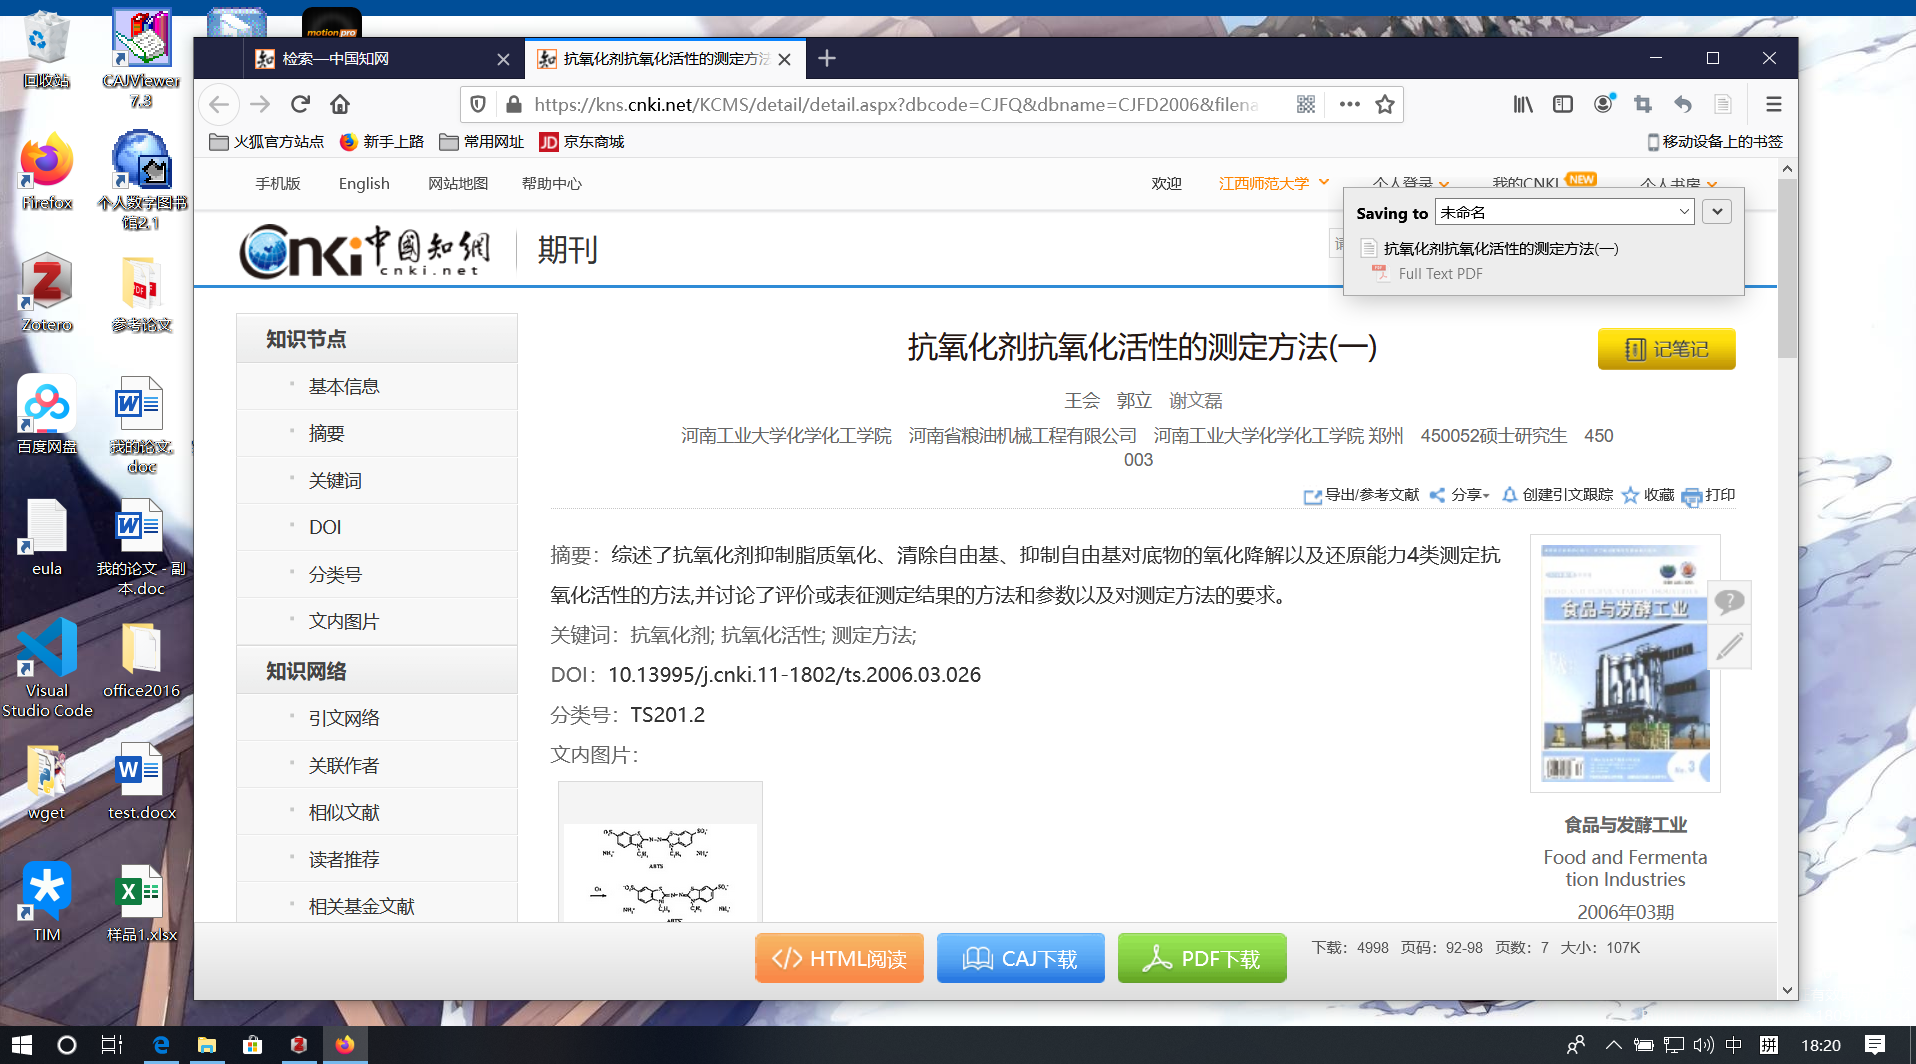 回收站
CAJViewer 7.3
motion pro
Firefox
个人数字图书馆2.1
Zotero
参考论文
百度网盘
我的论文.doc
eula
我的论文 - 副本.doc
Visual Studio Code
office2016
wget
test.docx
TIM
样品1.xlsx
检索—中国知网
抗氧化剂抗氧化活性的测定方法
https://kns.cnki.net/KCMS/detail/detail.aspx?dbcode=CJFQ&dbname=CJFD2006&filena
火狐官方站点 新手上路 常用网址 JD 京东商城 移动设备上的书签
手机版 English 网站地图 帮助中心 欢迎 江西师范大学 个人登录 我的CNKI NEW 个人书房
Saving to 未命名
抗氧化剂抗氧化活性的测定方法(一)
Full Text PDF
Cnki 中國知網
cnki.net
期刊
请
知识节点
基本信息
摘要
关键词
DOI
分类号
文内图片
知识网络
引文网络
关联作者
相似文献
读者推荐
相关基金文献
抗氧化剂抗氧化活性的测定方法(一)
记笔记
王会 郭立 谢文磊
河南工业大学化学化工学院 河南省粮油机械工程有限公司 河南工业大学化学化工学院 郑州 450052硕士研究生 450
003
导出/参考文献 分享 创建引文跟踪 收藏 打印
摘要：综述了抗氧化剂抑制脂质氧化、清除自由基、抑制自由基对底物的氧化降解以及还原能力4类测定抗
氧化活性的方法,并讨论了评价或表征测定结果的方法和参数以及对测定方法的要求。
关键词：抗氧化剂; 抗氧化活性; 测定方法;
DOI：10.13995/j.cnki.11-1802/ts.2006.03.026
分类号：TS201.2
文内图片：
ABTS
食品与发酵工业
食品与发酵工业
Food and Fermenta
tion Industries
2006年03期
HTML阅读 CAJ下载 PDF下载 下载：4998 页码：92-98 页数：7 大小：107K
中 拼 18:20